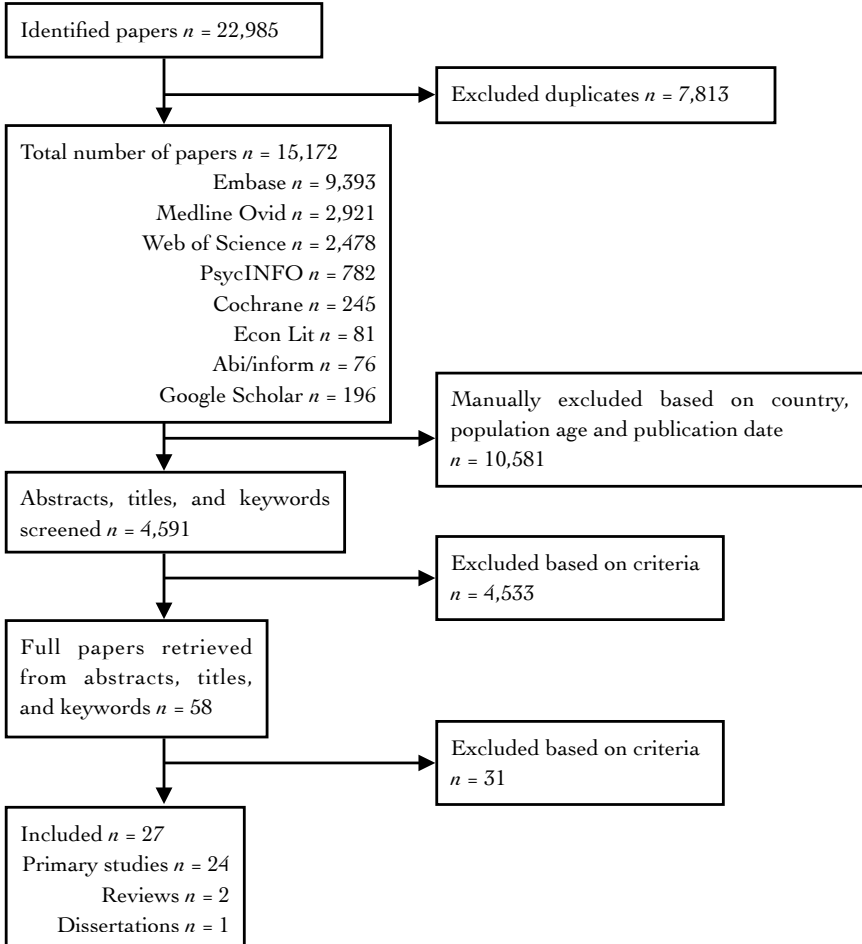 Identified papers n = 22,985
Excluded duplicates n = 7,813
Total number of papers n = 15,172
Embase n = 9,393
Medline Ovid n = 2,921
Web of Science n = 2,478
PsycINFO n = 782
Cochrane n = 245
Econ Lit n = 81
Abi/inform n = 76
Google Scholar n = 196
Manually excluded based on country,
population age and publication date
n = 10,581
Abstracts, titles, and keywords
screened n = 4,591
Excluded based on criteria
n = 4,533
Full papers retrieved
from abstracts, titles,
and keywords n = 58
Excluded based on criteria
n = 31
Included n = 27
Primary studies n = 24
Reviews n = 2
Dissertations n = 1